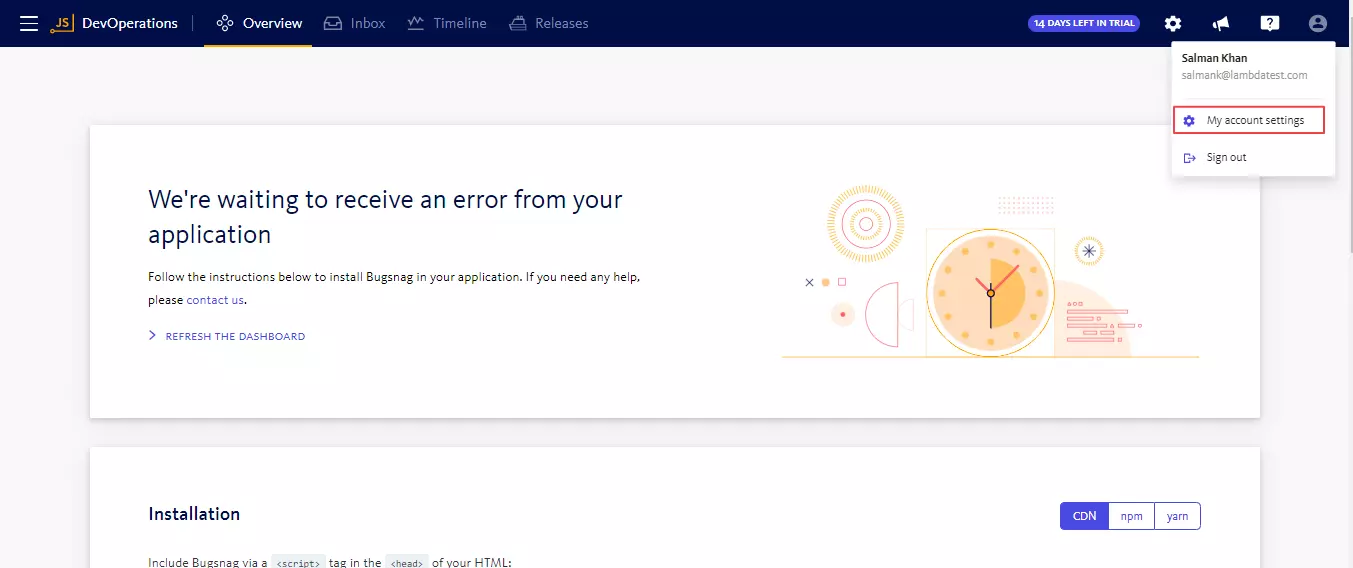 JS DevOperations Overview Inbox Timeline Releases 14 DAYS LEFT IN TRIAL
Salman Khan
salmank@lambdatest.com
My account settings
Sign out
We're waiting to receive an error from your
application
Follow the instructions below to install Bugsnag in your application. If you need any help,
please contact us.
REFRESH THE DASHBOARD
Installation
CDN npm yarn
Include Bugsnag via a <script> tag in the <head> of your HTML: